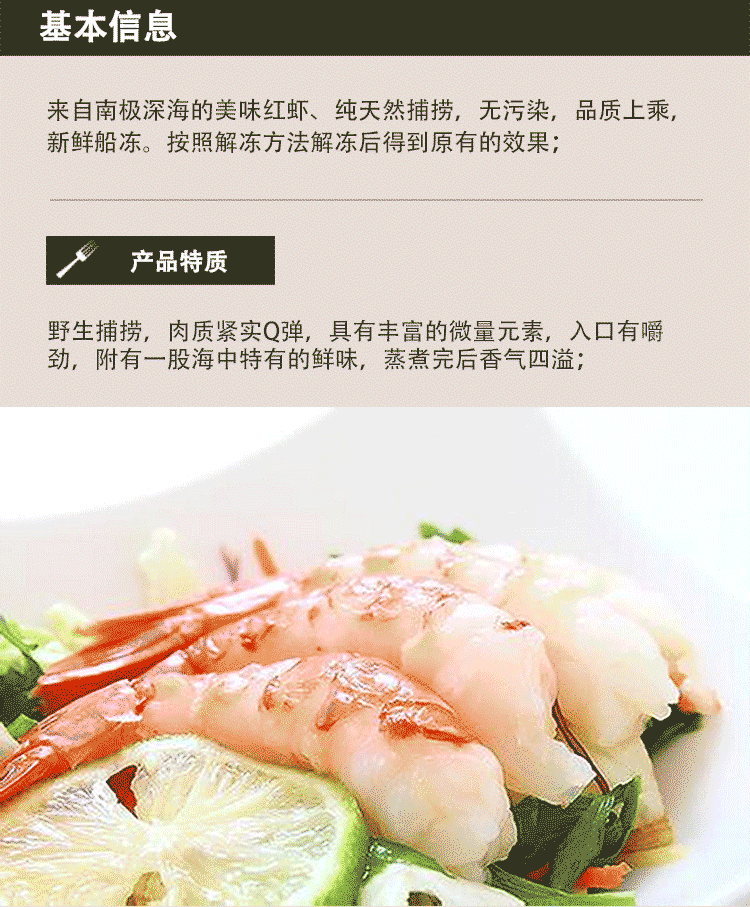 基本信息
来自南极深海的美味红虾、纯天然捕捞，无污染，品质上乘，
新鲜船冻。按照解冻方法解冻后得到原有的效果；
产品特质
野生捕捞，肉质紧实Q弹，具有丰富的微量元素，入口有嚼
劲，附有一股海中特有的鲜味，蒸煮完后香气四溢；